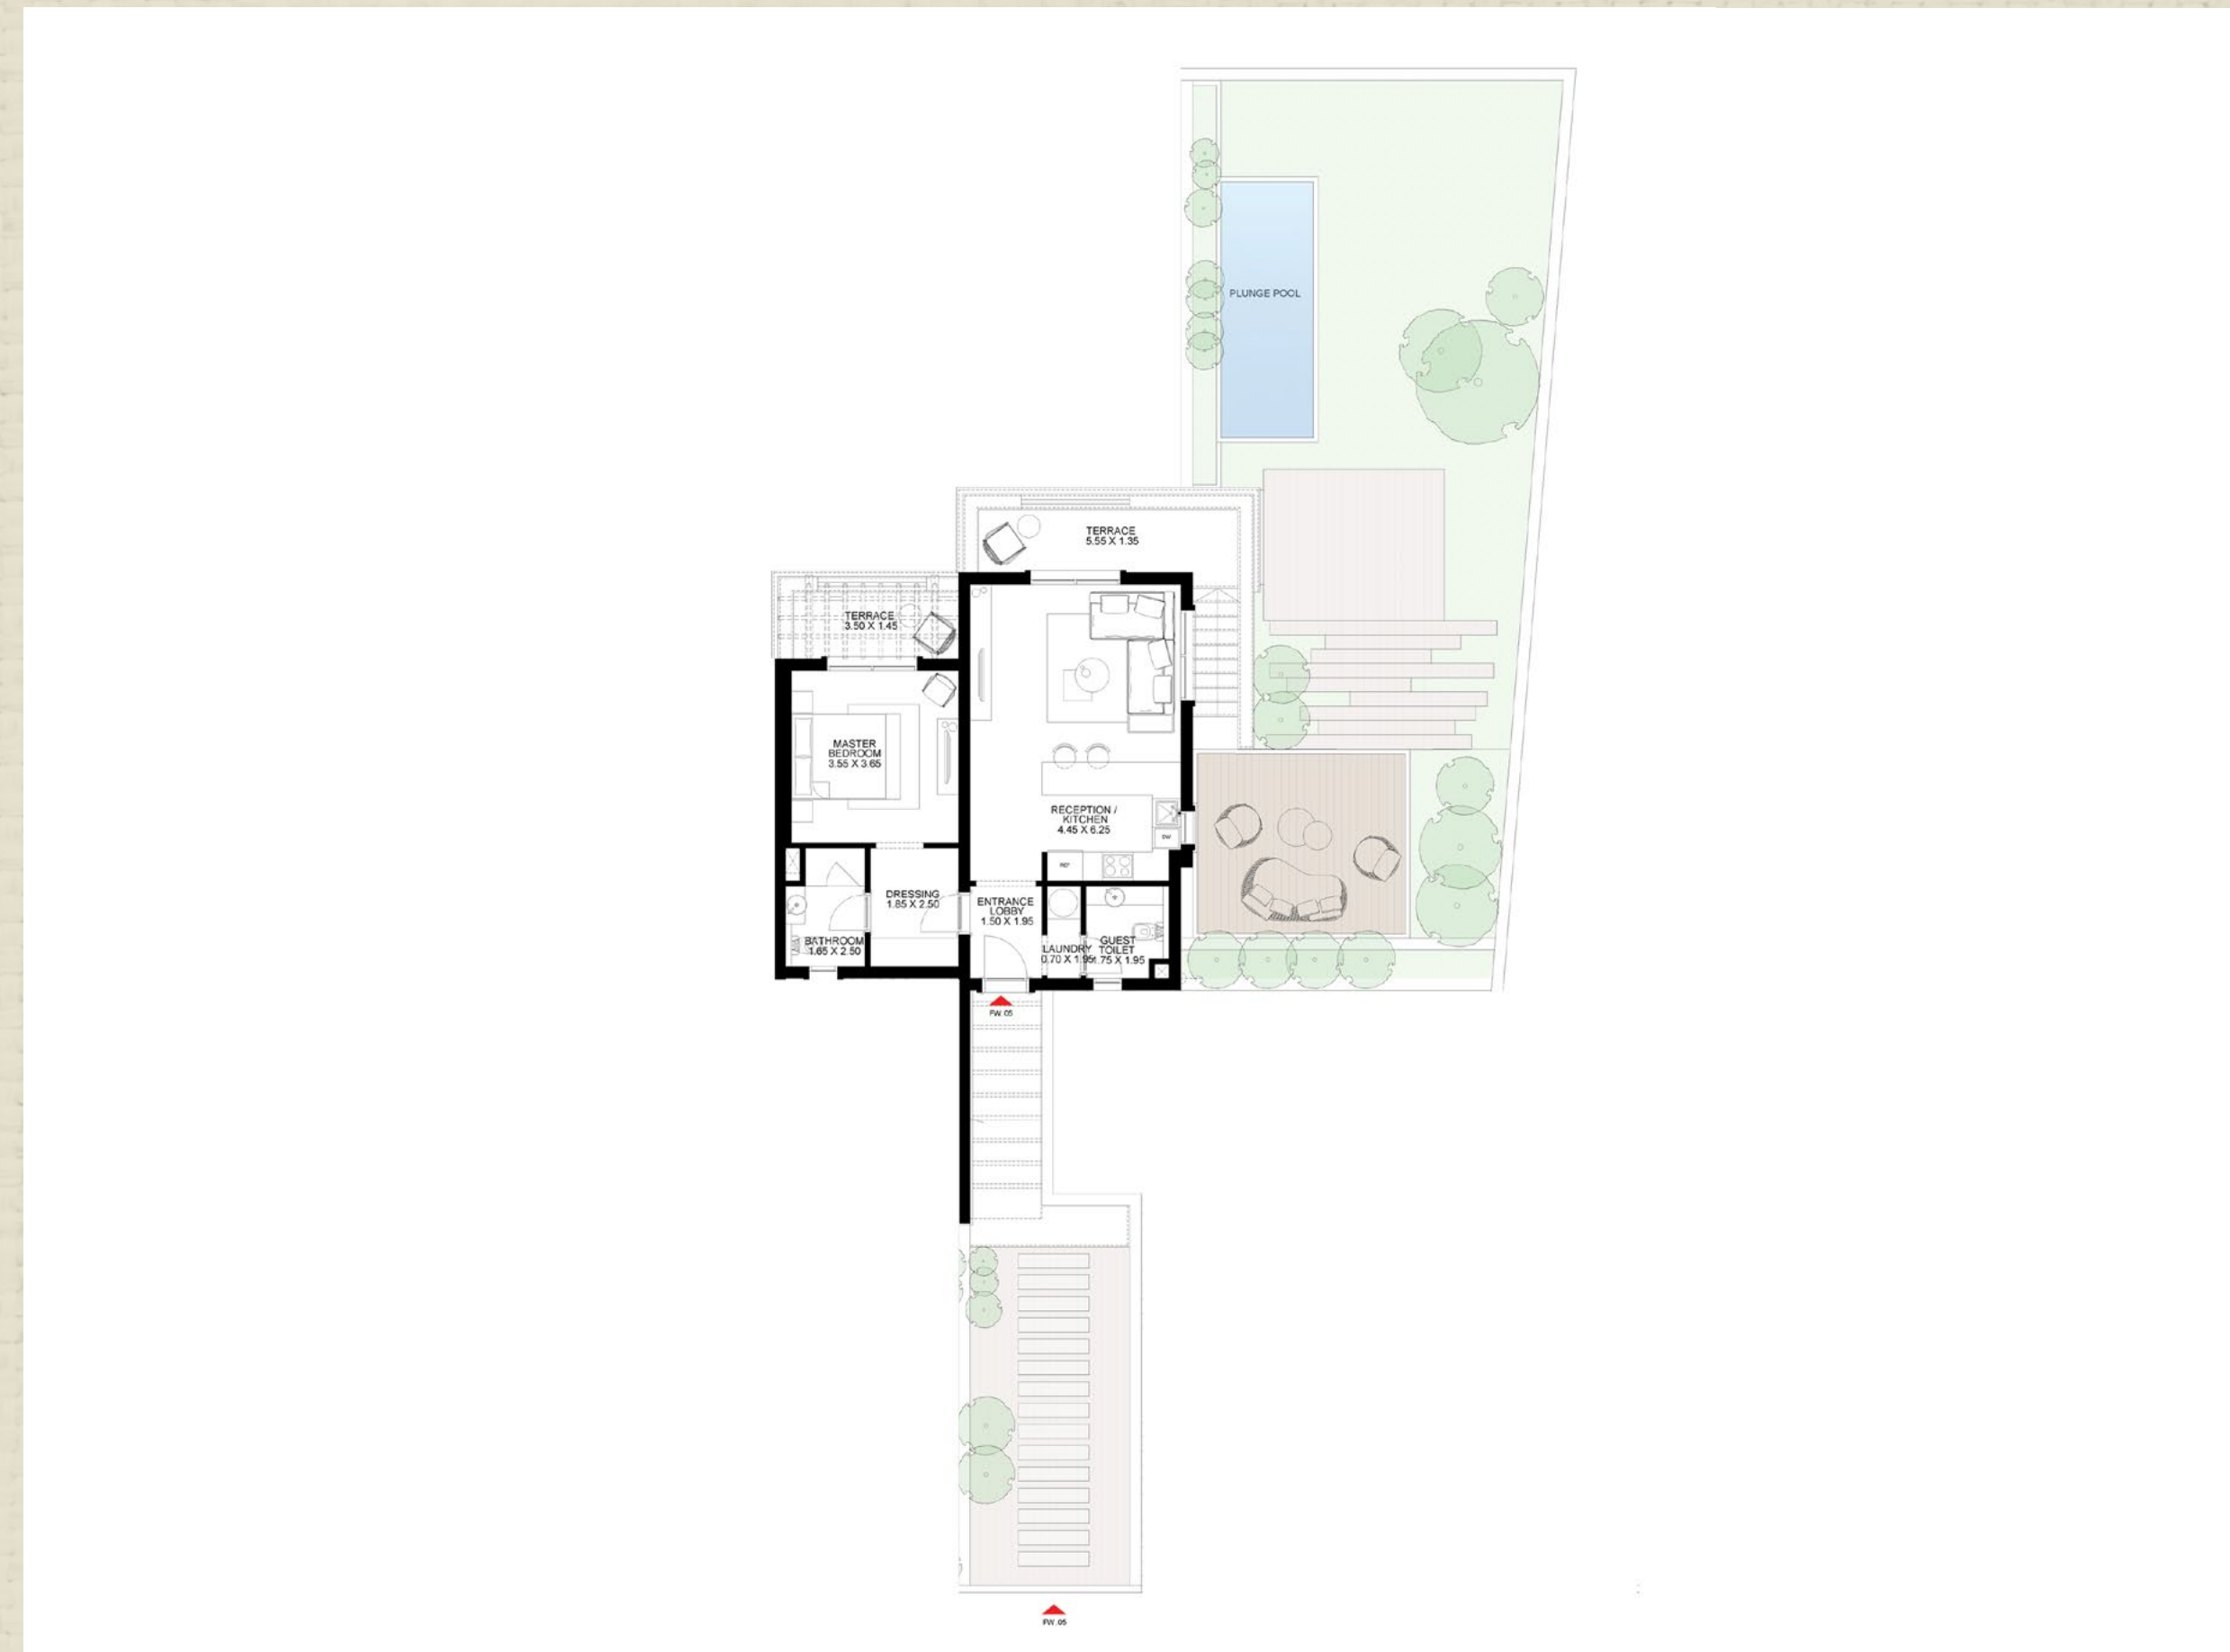 PLUNGE POOL
TERRACE
5.55 X 1.35
TERRACE
3.50 X 1.45
MASTER
BEDROOM
3.55 X 3.65
RECEPTION /
KITCHEN
4.45 X 6.25
DW
REF
DRESSING
1.85 X 2.50
ENTRANCE
LOBBY
1.50 X 1.95
BATHROOM
1.65 X 2.50
LAUNDRY
0.70 X 1.95
GUEST
TOILET
1.75 X 1.95
FW. 05
FW .05